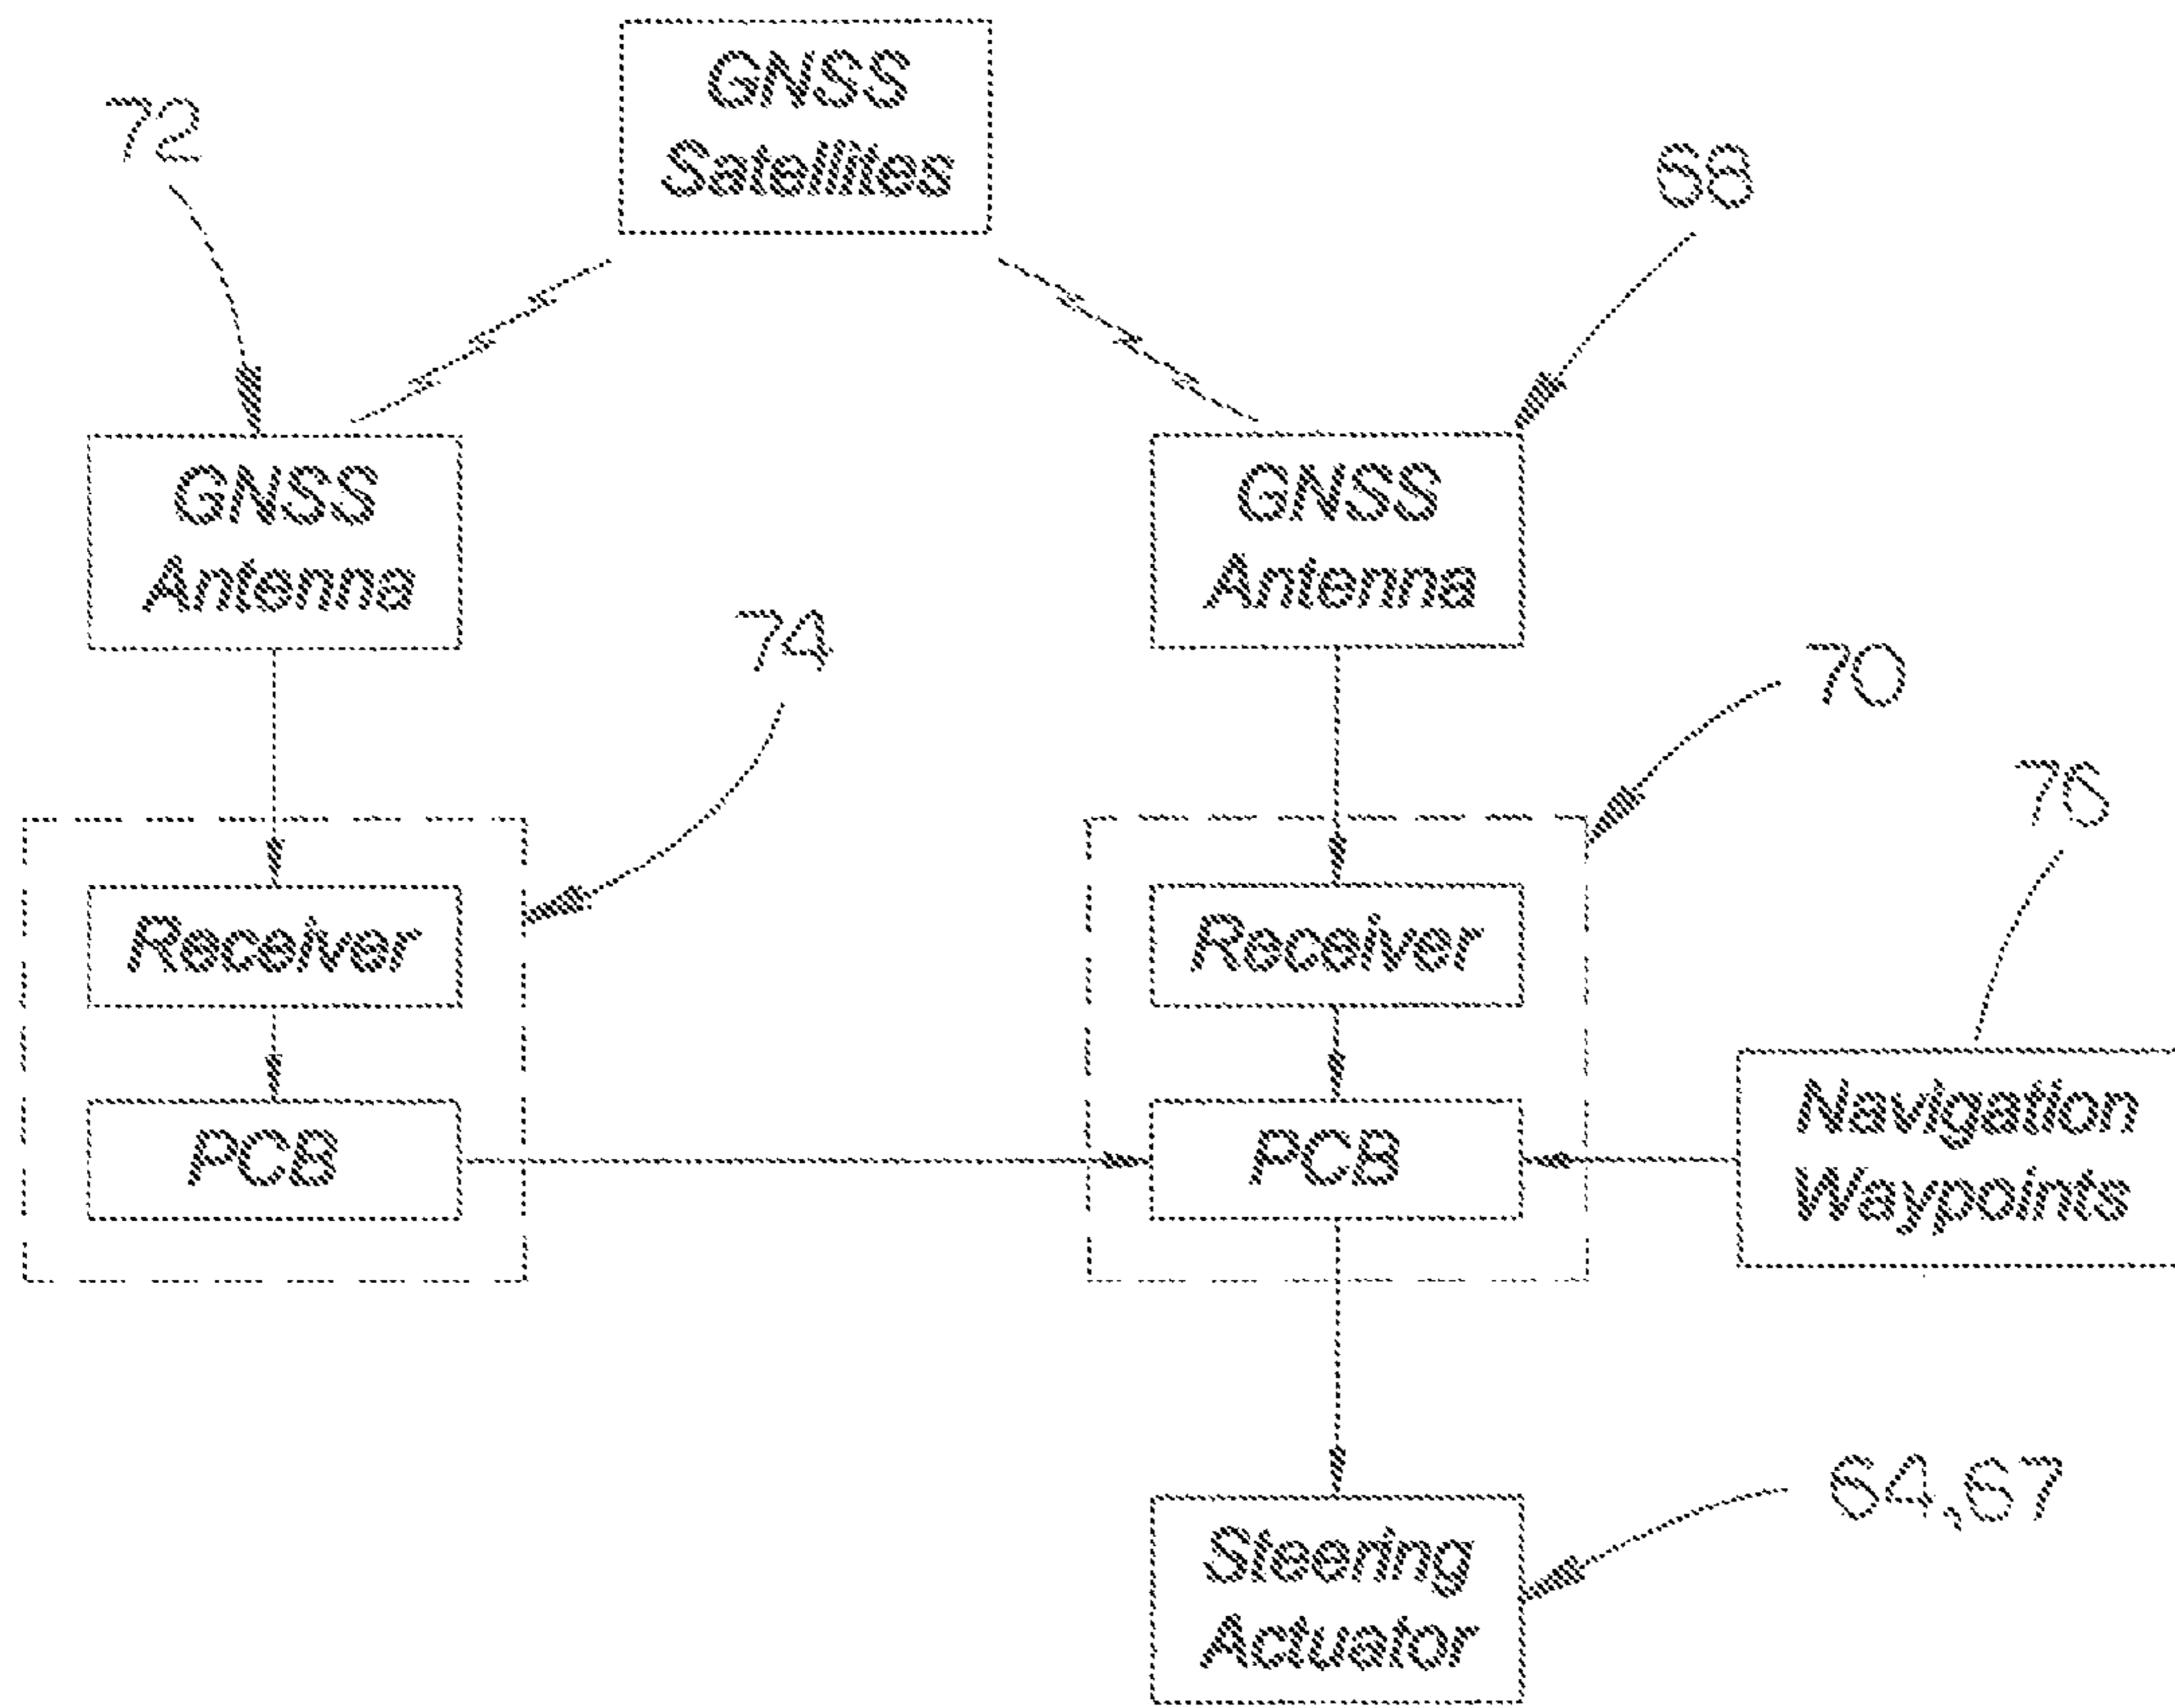 GNSS
Satellites
72
68
GNSS
Antenna
GNSS
Antenna
74
70
76
Receiver
Receiver
PCB
PCB
Navigation
Waypoints
64,67
Steering
Actuator